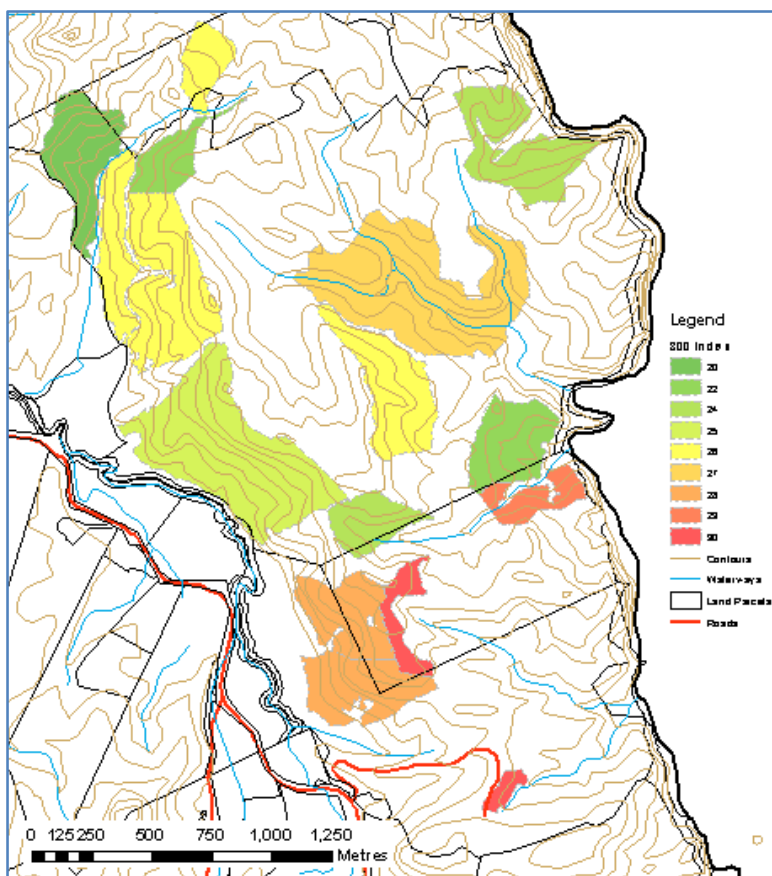 Legend
300 Index
20
22
24
25
26
27
28
29
30
Contours
Waterways
Land Parcels
Roads
0 125 250 500 750 1,000 1,250
Metres